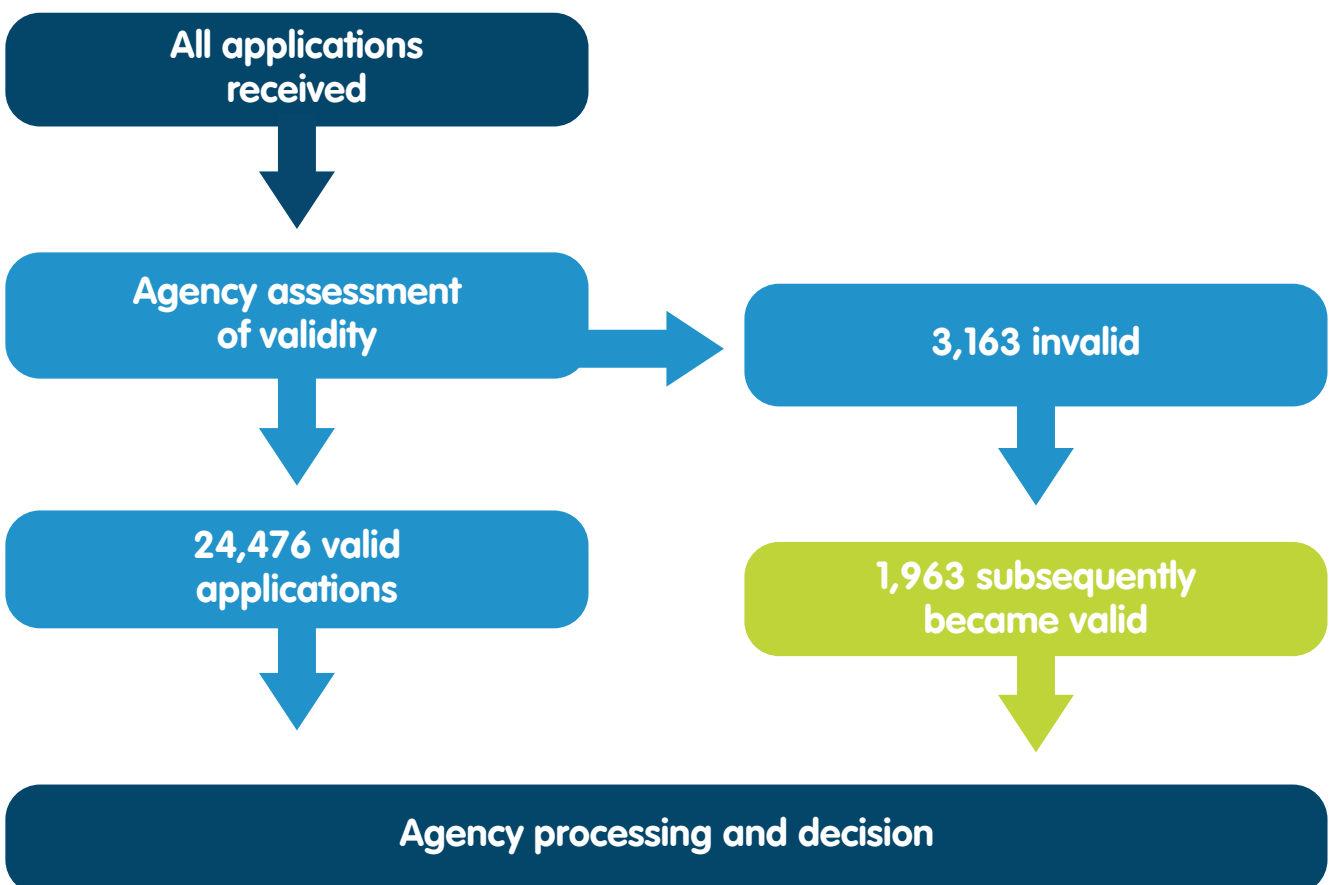 All applications
received
Agency assessment
of validity
3,163 invalid
24,476 valid
applications
1,963 subsequently
became valid
Agency processing and decision